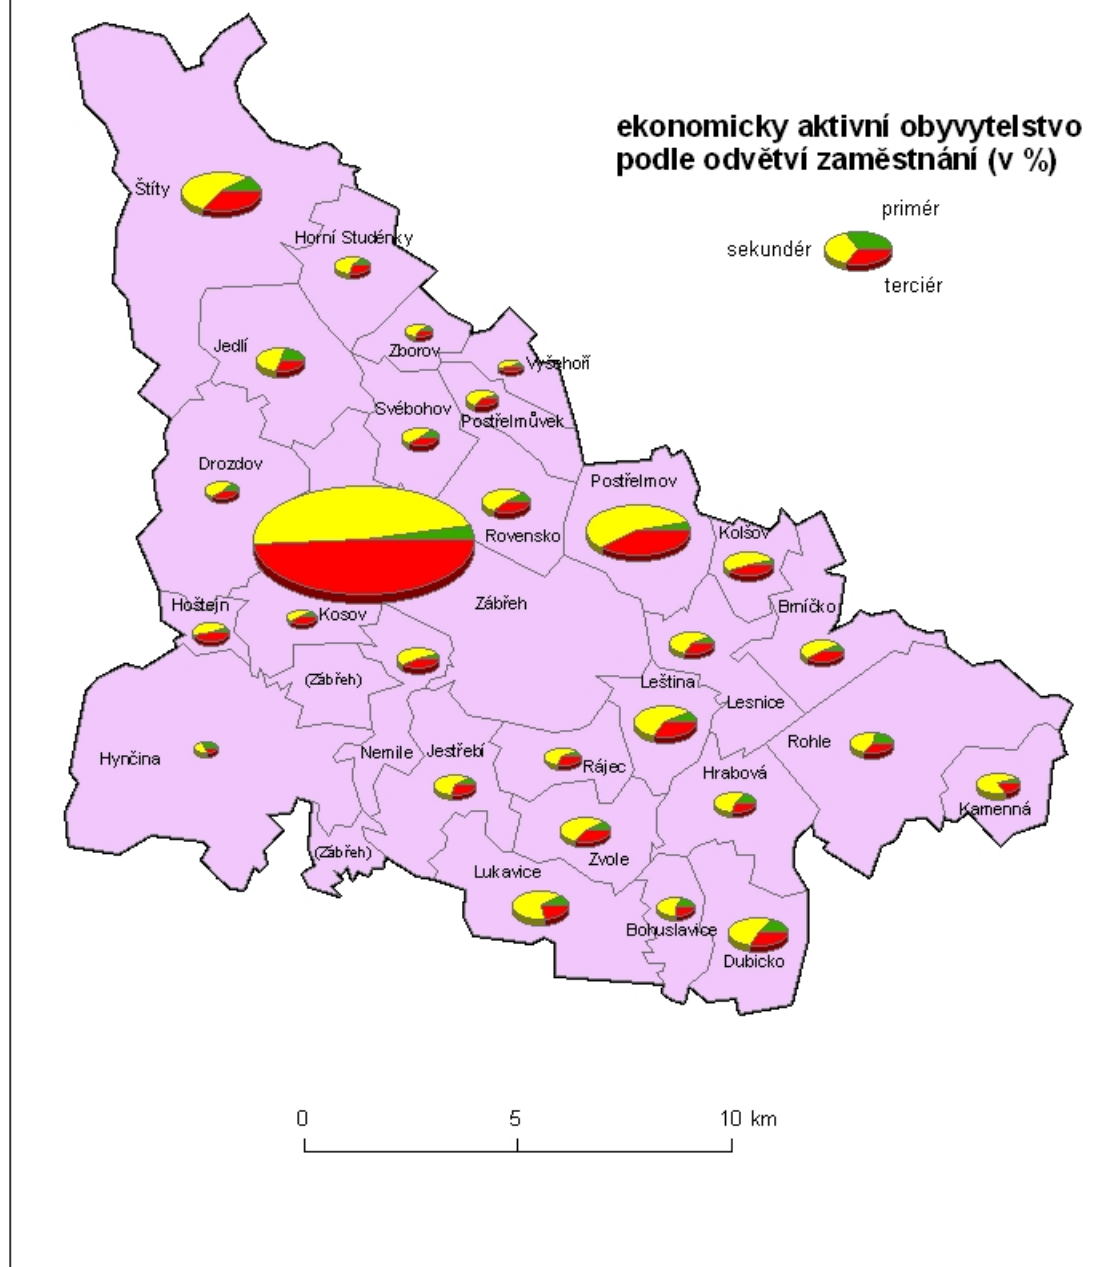 ekonomicky aktivní obyvytelstvo
podle odvětví zaměstnání (v %)
primér
sekundér
terciér
Štíty
Horní Studénky
Jedlí
Zborov
Vyšehoří
Svébohov
Postřelmůvek
Drozdov
Postřelmov
Rovensko
Kolšov
Hoštejn
Kosov
Zábřeh
Brníčko
(Zábřeh)
Leština
Lesnice
Hynčina
Nemile
Jestřebí
Rájec
Rohle
Hrabová
Kamenná
(Zábřeh)
Zvole
Lukavice
Bohuslavice
Dubicko
0 5 10 km